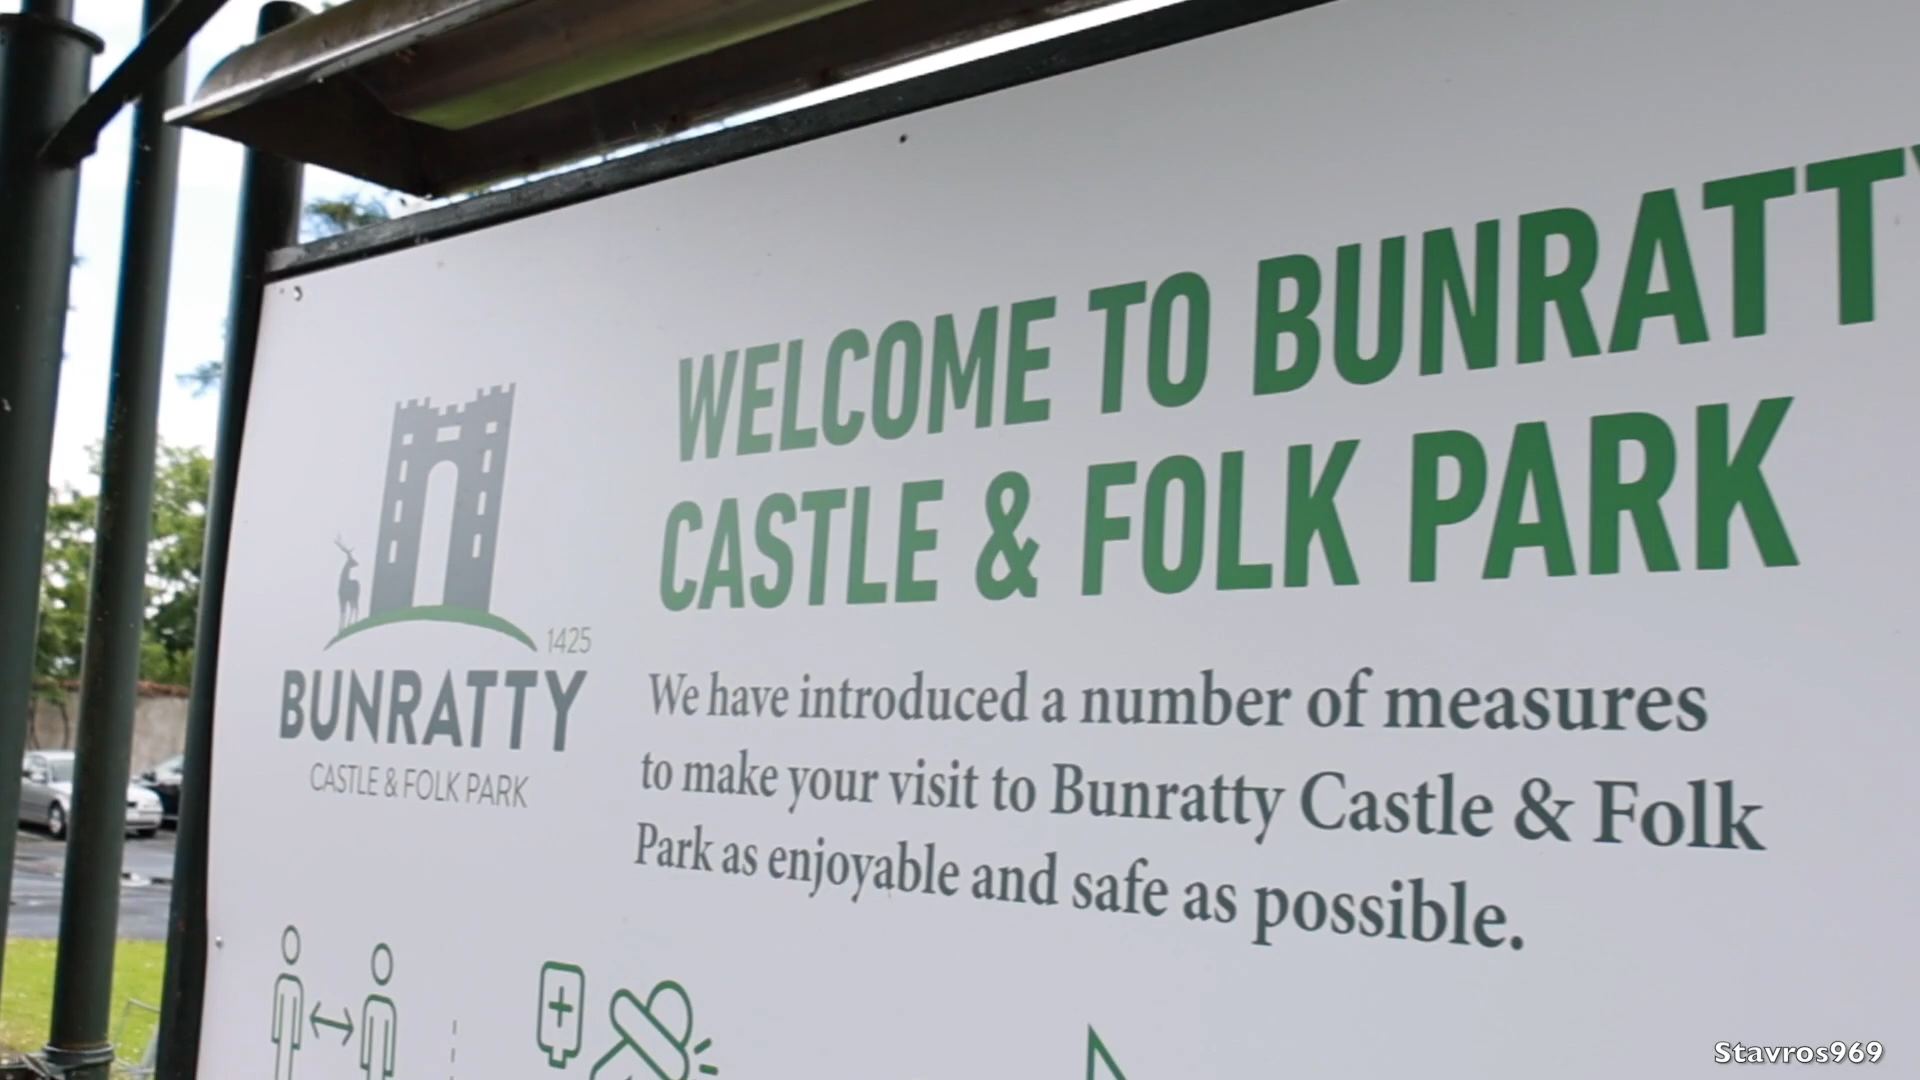 WELCOME TO BUNRATTY
CASTLE & FOLK PARK
1425
BUNRATTY
CASTLE & FOLK PARK
We have introduced a number of measures
to make your visit to Bunratty Castle & Folk
Park as enjoyable and safe as possible.
Stavros969